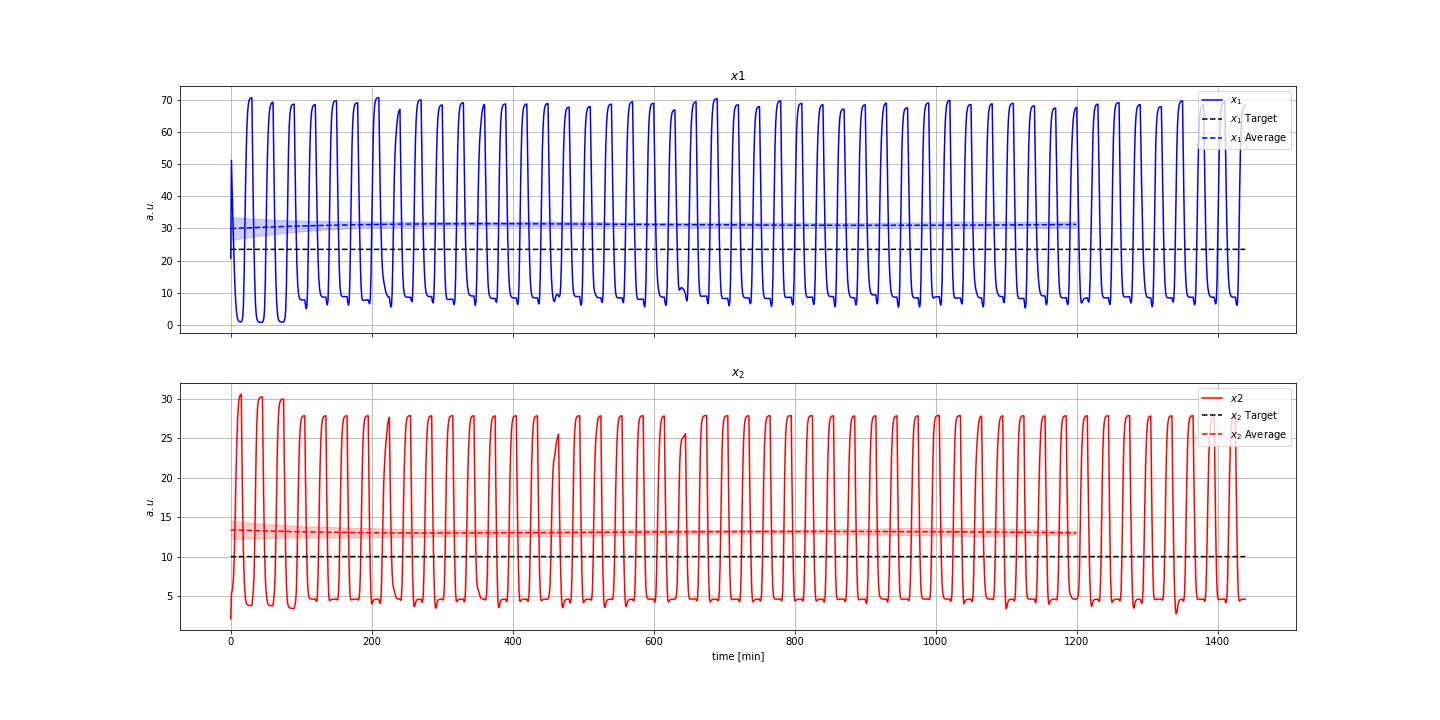 x1
70
60
50
40
30
20
10
0
a.u.
x₁
x₁ Target
x₁ Average
x₂
30
25
20
15
10
5
a.u.
x2
x₂ Target
x₂ Average
0 200 400 600 800 1000 1200 1400
time [min]